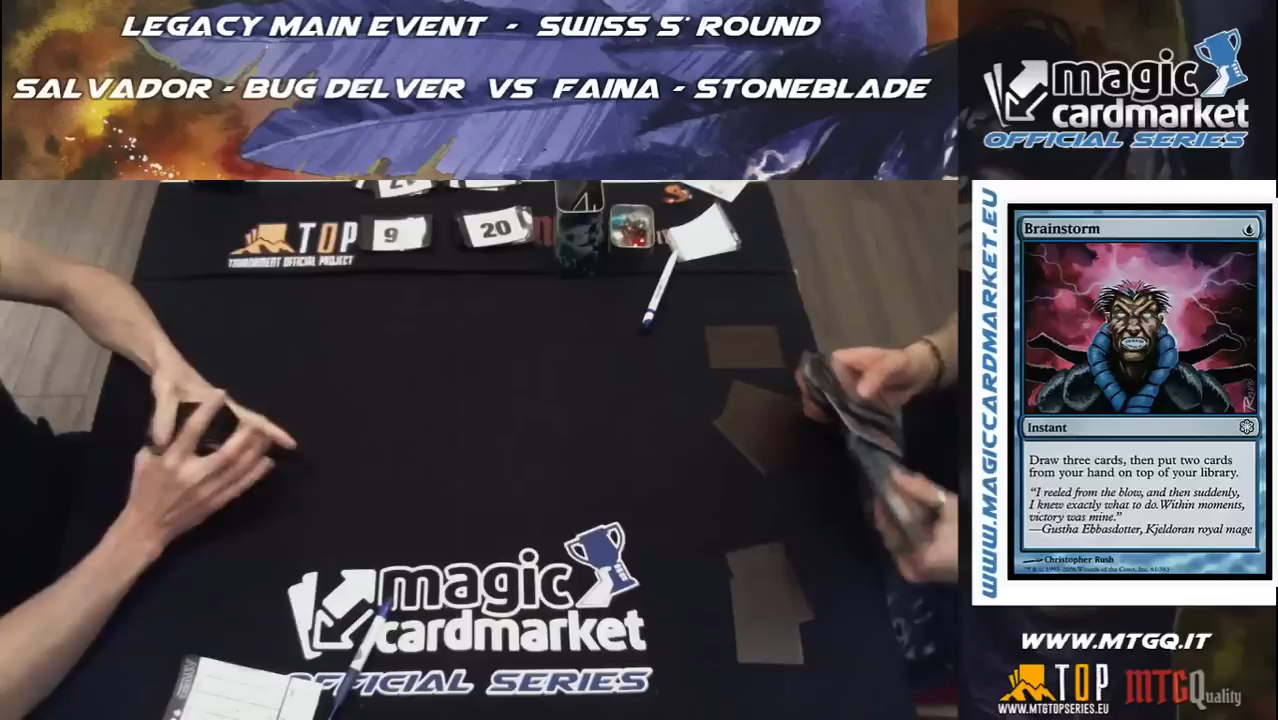 LEGACY MAIN EVENT - SWISS 5° ROUND
SALVADOR - BUG DELVER VS FAINA - STONEBLADE
magic
cardmarket
OFFICIAL SERIES
TOP
TOURNAMENT OFFICIAL PROJECT
9
20
WWW.MAGICCARDMARKET.EU
Brainstorm
Instant
Draw three cards, then put two cards
from your hand on top of your library.
"I reeled from the blow, and then suddenly,
I knew exactly what to do. Within moments,
victory was mine."
—Gustha Ebbasdotter, Kjeldoran royal mage
Christopher Rush
magic
cardmarket
OFFICIAL SERIES
WWW.MTGQ.IT
TOP
WWW.MTGTOPSERIES.EU
MTGQuality